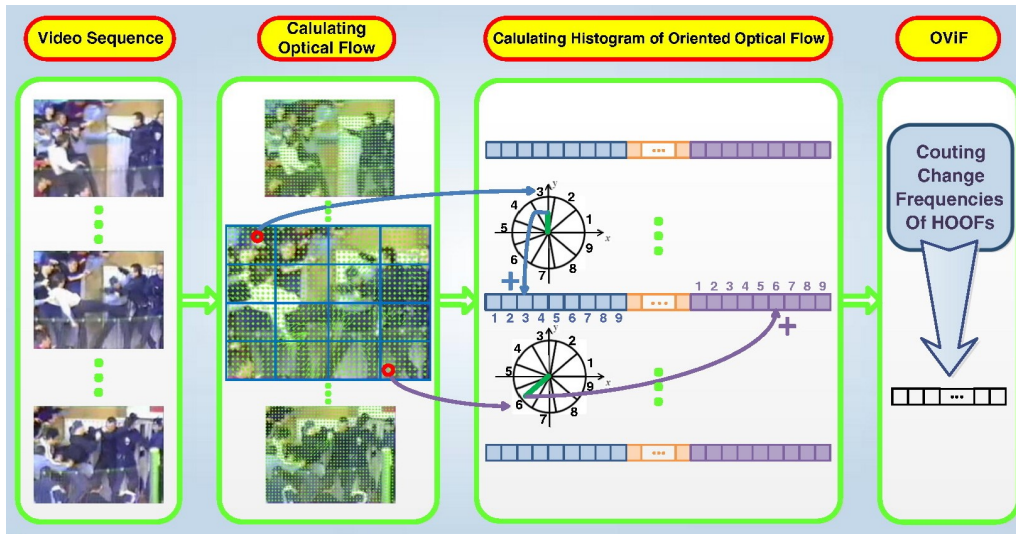 Video Sequence
Calulating
Optical Flow
Calulating Histogram of Oriented Optical Flow
OViF
...
3 y
4 2
5 1
x
6 9
7 8
+
1 2 3 4 5 6 7 8 9
...
1 2 3 4 5 6 7 8 9
+
3 y
4 2
5 1
x
6 9
7 8
...
Couting
Change
Frequencies
Of HOOFs
...